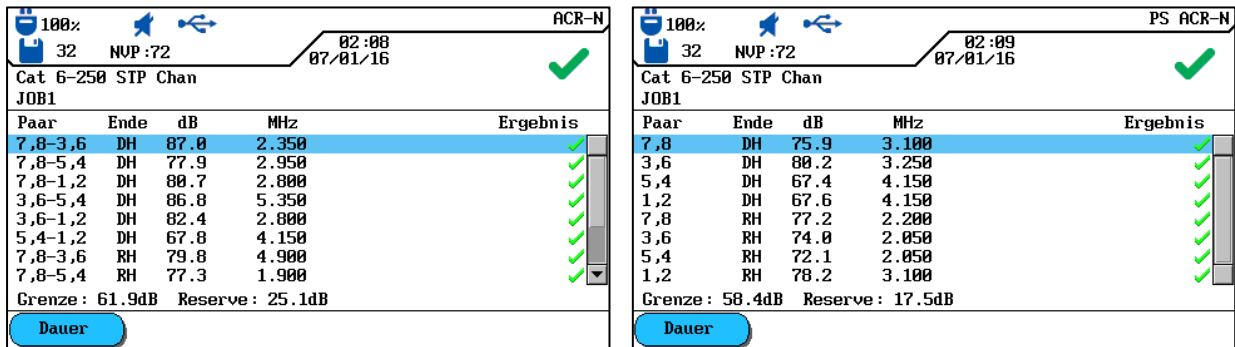 100% ACR-N
32 NVP:72 02:08
07/01/16
Cat 6-250 STP Chan
JOB1
Paar Ende dB MHz Ergebnis
7,8-3,6 DH 87.0 2.350
7,8-5,4 DH 77.9 2.950
7,8-1,2 DH 80.7 2.800
3,6-5,4 DH 86.8 5.350
3,6-1,2 DH 82.4 2.800
5,4-1,2 DH 67.8 4.150
7,8-3,6 RH 79.8 4.900
7,8-5,4 RH 77.3 1.900
Grenze: 61.9dB Reserve: 25.1dB
Dauer
100% PS ACR-N
32 NVP:72 02:09
07/01/16
Cat 6-250 STP Chan
JOB1
Paar Ende dB MHz Ergebnis
7,8 DH 75.9 3.100
3,6 DH 80.2 3.250
5,4 DH 67.4 4.150
1,2 DH 67.6 4.150
7,8 RH 77.2 2.200
3,6 RH 74.0 2.050
5,4 RH 72.1 2.050
1,2 RH 78.2 3.100
Grenze: 58.4dB Reserve: 17.5dB
Dauer